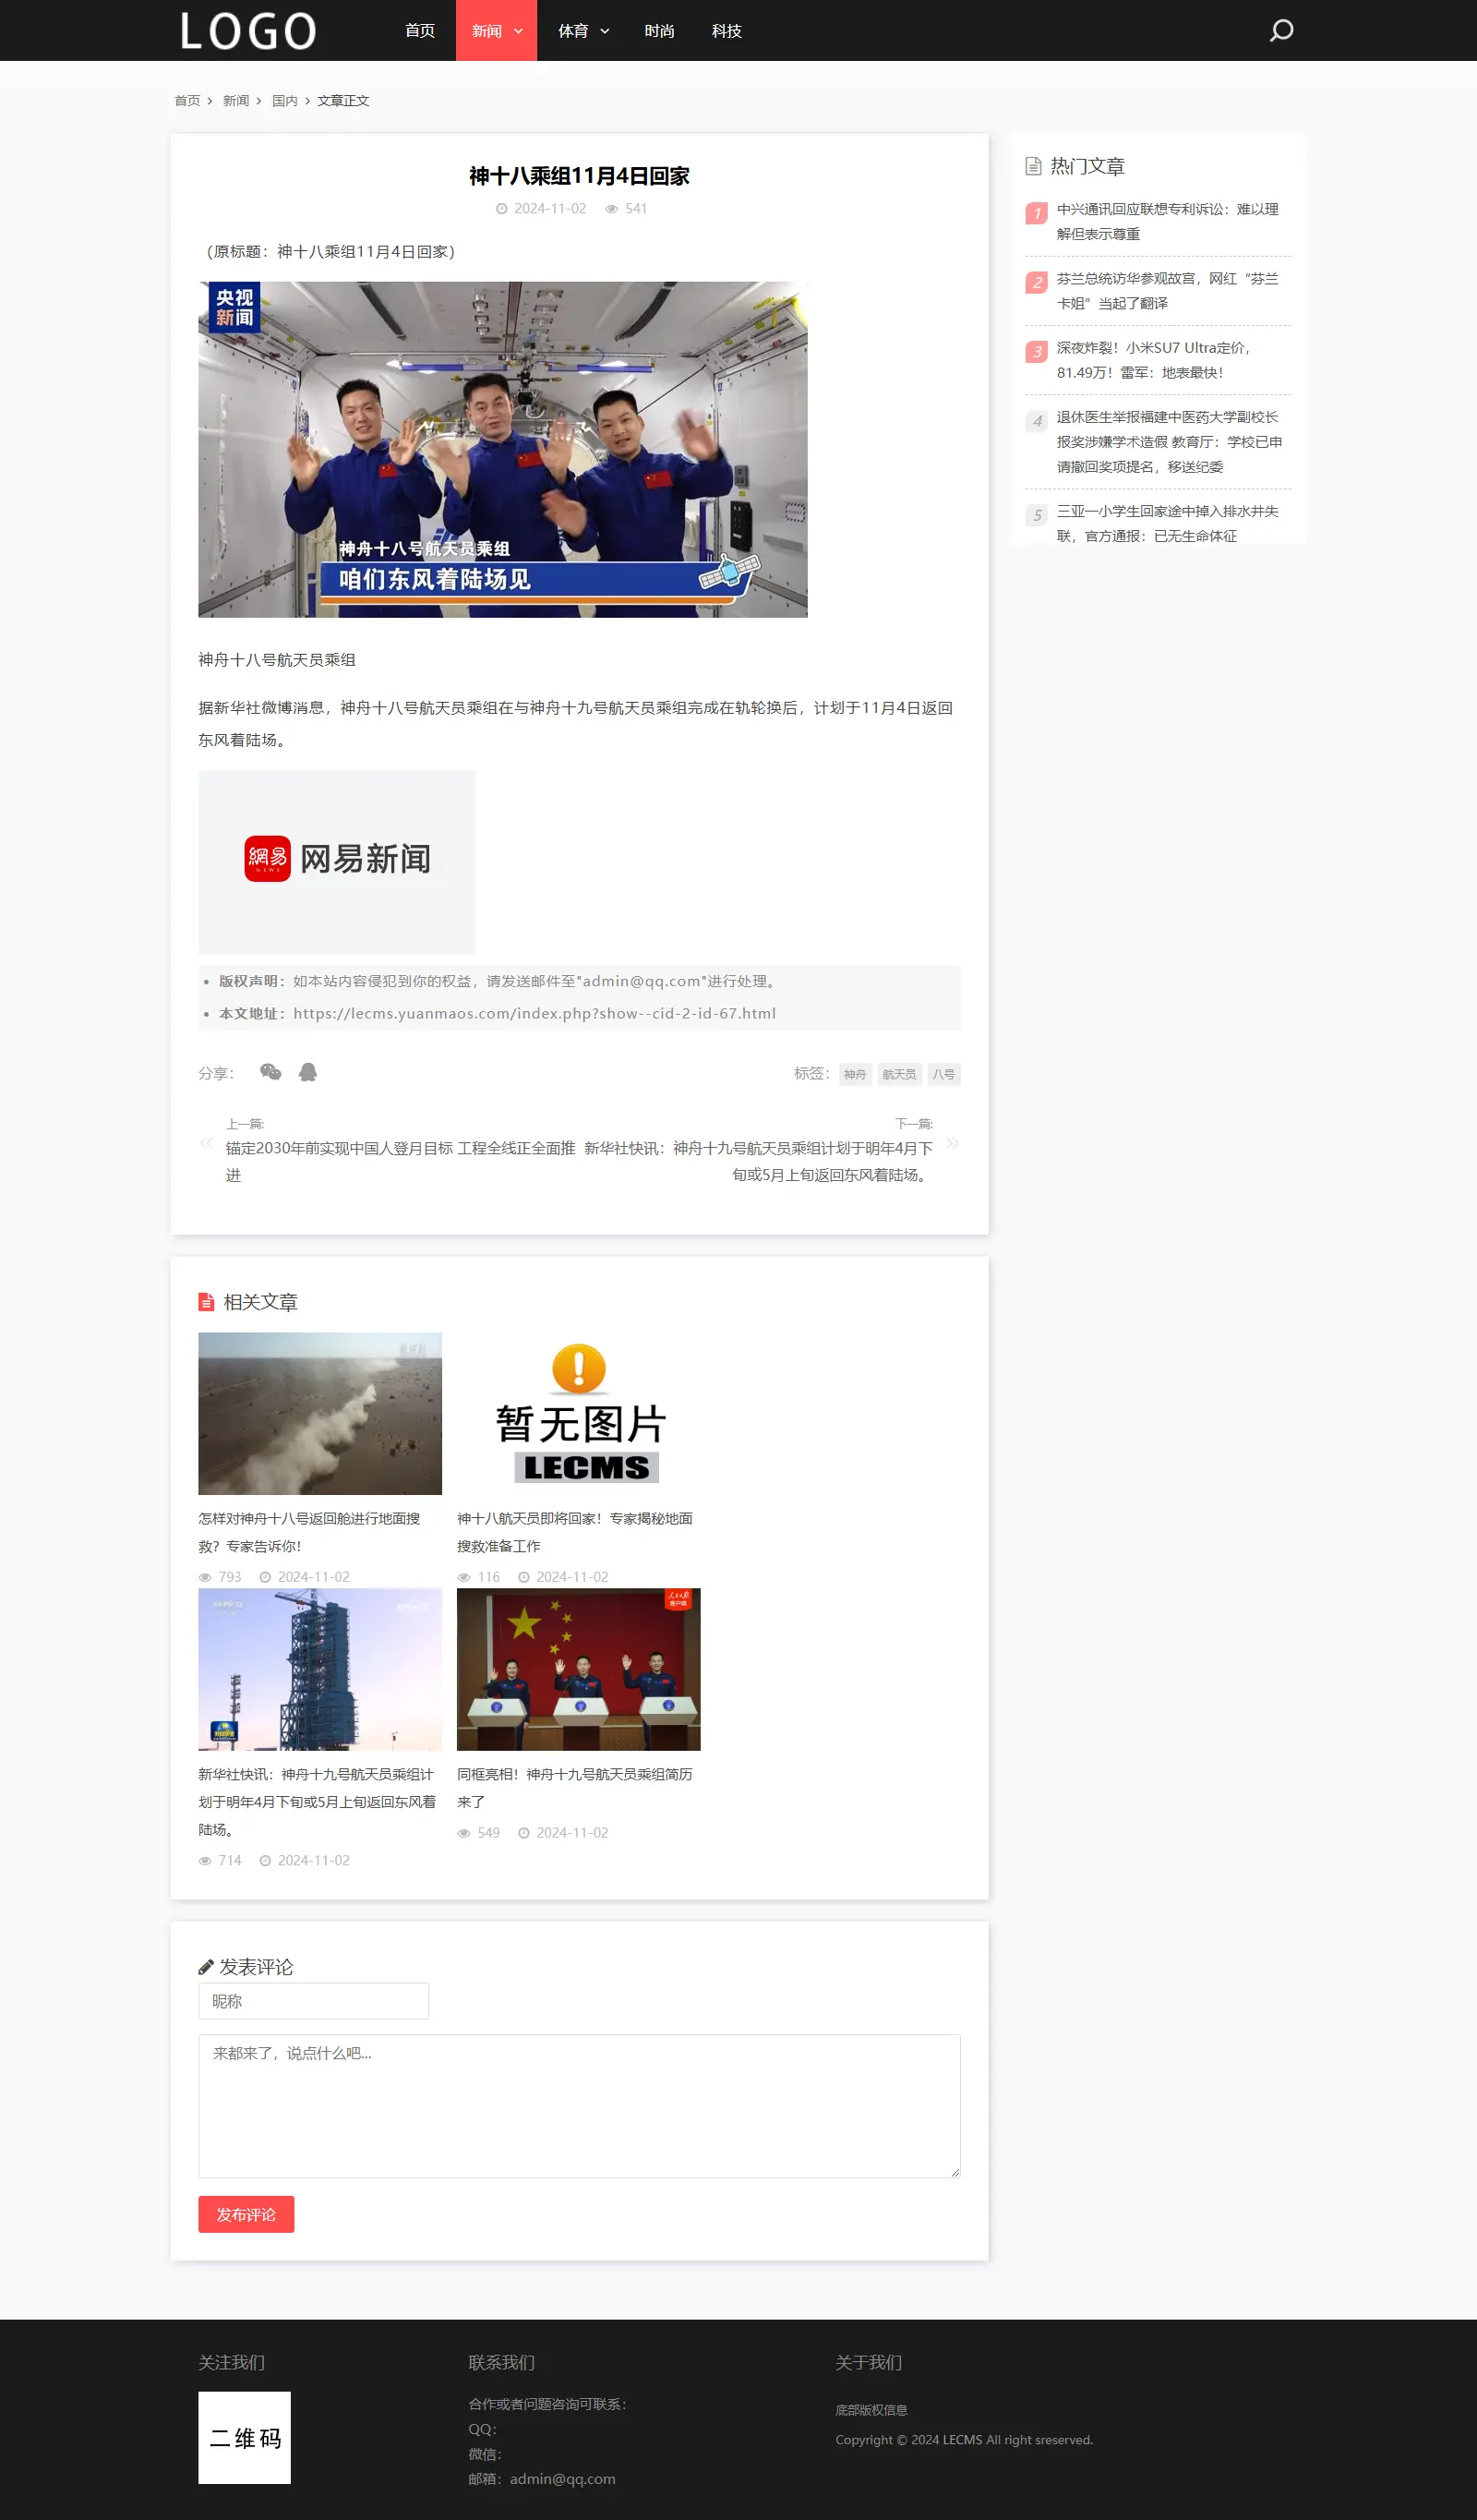 LOGO
首页
新闻
体育
时尚
科技
首页 > 新闻 > 国内 > 文章正文
神十八乘组11月4日回家
2024-11-02 541
（原标题：神十八乘组11月4日回家）
央视
新闻
神舟十八号航天员乘组
咱们东风着陆场见
神舟十八号航天员乘组
据新华社微博消息，神舟十八号航天员乘组在与神舟十九号航天员乘组完成在轨轮换后，计划于11月4日返回
东风着陆场。
網易
NEWS
网易新闻
版权声明：如本站内容侵犯到你的权益，请发送邮件至"admin@qq.com"进行处理。
本文地址：https://lecms.yuanmaos.com/index.php?show--cid-2-id-67.html
分享：
标签： 神舟 航天员 八号
上一篇:
锚定2030年前实现中国人登月目标 工程全线正全面推
进
下一篇:
新华社快讯：神舟十九号航天员乘组计划于明年4月下
旬或5月上旬返回东风着陆场。
相关文章
怎样对神舟十八号返回舱进行地面搜
救？专家告诉你！
793 2024-11-02
暂无图片
LECMS
神十八航天员即将回家！专家揭秘地面
搜救准备工作
116 2024-11-02
新华社快讯：神舟十九号航天员乘组计
划于明年4月下旬或5月上旬返回东风着
陆场。
714 2024-11-02
人民日报
客户端
同框亮相！神舟十九号航天员乘组简历
来了
549 2024-11-02
发表评论
昵称
来都来了，说点什么吧...
发布评论
热门文章
1 中兴通讯回应联想专利诉讼：难以理
解但表示尊重
2 芬兰总统访华参观故宫，网红“芬兰
卡姐”当起了翻译
3 深夜炸裂！小米SU7 Ultra定价，
81.49万！雷军：地表最快！
4 退休医生举报福建中医药大学副校长
报奖涉嫌学术造假 教育厅：学校已申
请撤回奖项提名，移送纪委
5 三亚一小学生回家途中掉入排水井失
联，官方通报：已无生命体征
关注我们
二维码
联系我们
合作或者问题咨询可联系：
QQ：
微信：
邮箱：admin@qq.com
关于我们
底部版权信息
Copyright © 2024 LECMS All right sreserved.